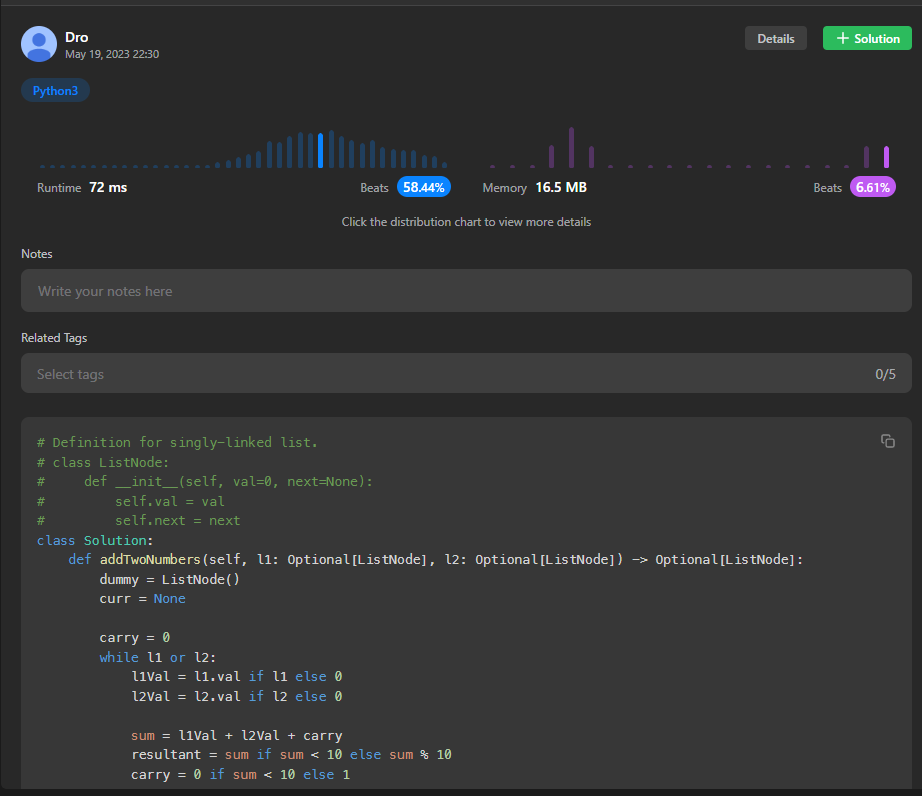 Dro
May 19, 2023 22:30
Details
+ Solution
Python3
Runtime 72 ms
Beats 58.44%
Memory 16.5 MB
Beats 6.61%
Click the distribution chart to view more details
Notes
Write your notes here
Related Tags
Select tags
0/5
# Definition for singly-linked list.
# class ListNode:
#     def __init__(self, val=0, next=None):
#         self.val = val
#         self.next = next
class Solution:
    def addTwoNumbers(self, l1: Optional[ListNode], l2: Optional[ListNode]) -> Optional[ListNode]:
        dummy = ListNode()
        curr = None
        carry = 0
        while l1 or l2:
            l1Val = l1.val if l1 else 0
            l2Val = l2.val if l2 else 0
            sum = l1Val + l2Val + carry
            resultant = sum if sum < 10 else sum % 10
            carry = 0 if sum < 10 else 1